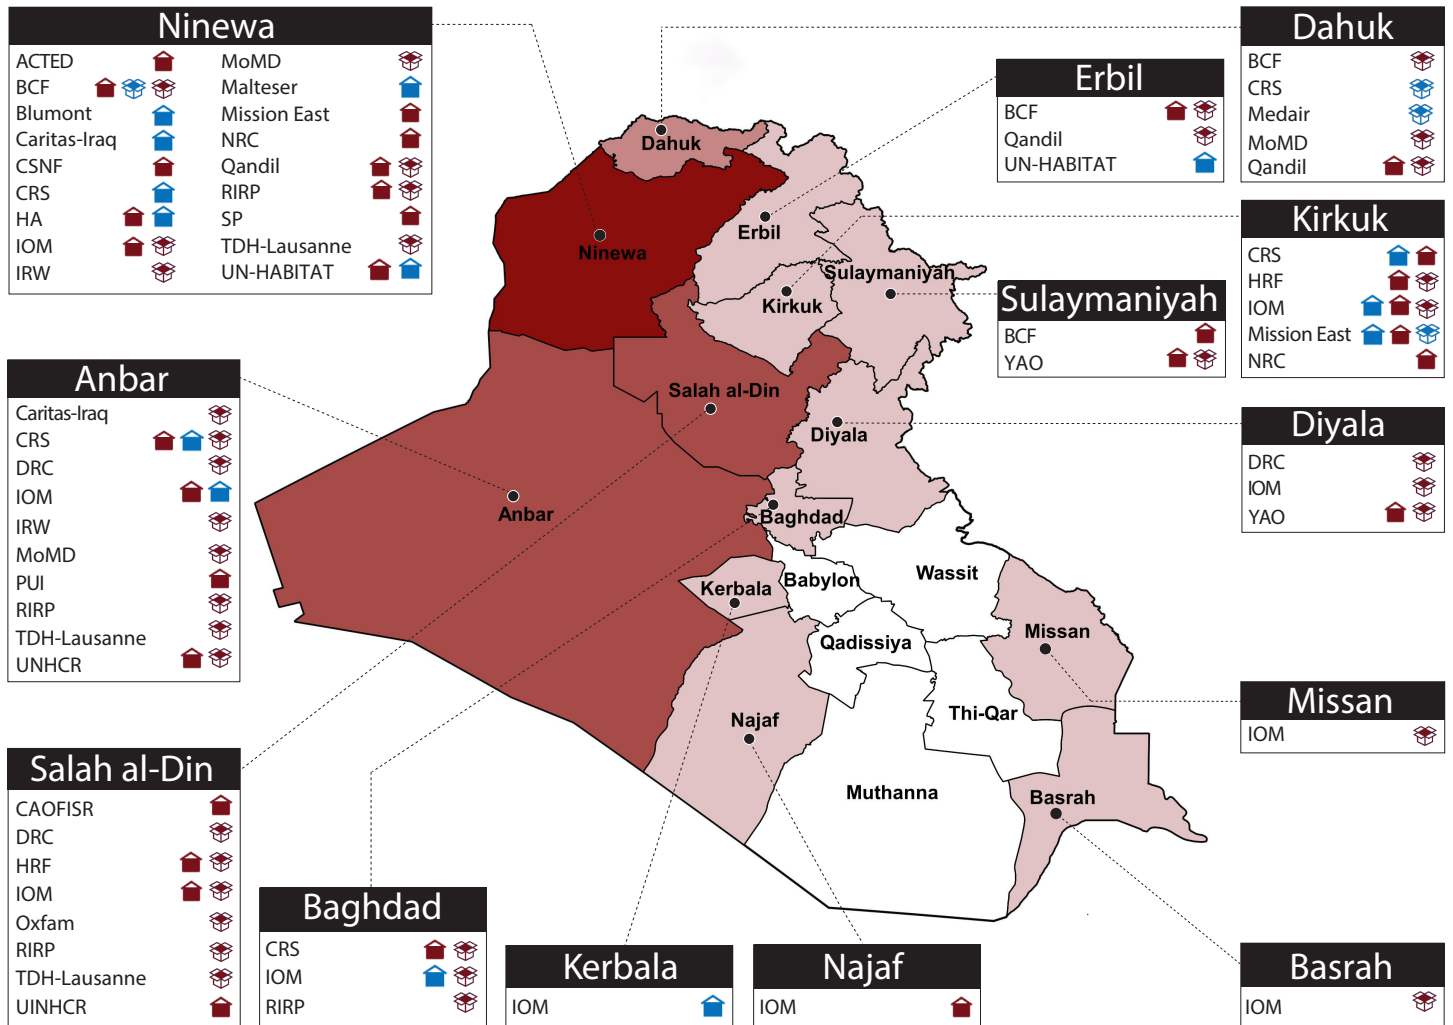 Ninewa
ACTED
BCF
Blumont
Caritas-Iraq
CSNF
CRS
HA
IOM
IRW
MoMD
Malteser
Mission East
NRC
Qandil
RIRP
SP
TDH-Lausanne
UN-HABITAT
Dahuk
BCF
CRS
Medair
MoMD
Qandil
Erbil
BCF
Qandil
UN-HABITAT
Kirkuk
CRS
HRF
IOM
Mission East
NRC
Sulaymaniyah
BCF
YAO
Anbar
Caritas-Iraq
CRS
DRC
IOM
IRW
MoMD
PUI
RIRP
TDH-Lausanne
UNHCR
Diyala
DRC
IOM
YAO
Missan
IOM
Salah al-Din
CAOFISR
DRC
HRF
IOM
Oxfam
RIRP
TDH-Lausanne
UINHCR
Baghdad
CRS
IOM
RIRP
Kerbala
IOM
Najaf
IOM
Basrah
IOM
Dahuk
Ninewa
Erbil
Sulaymaniyah
Kirkuk
Salah al-Din
Diyala
Anbar
Baghdad
Kerbala
Babylon
Wassit
Qadissiya
Missan
Najaf
Thi-Qar
Muthanna
Basrah